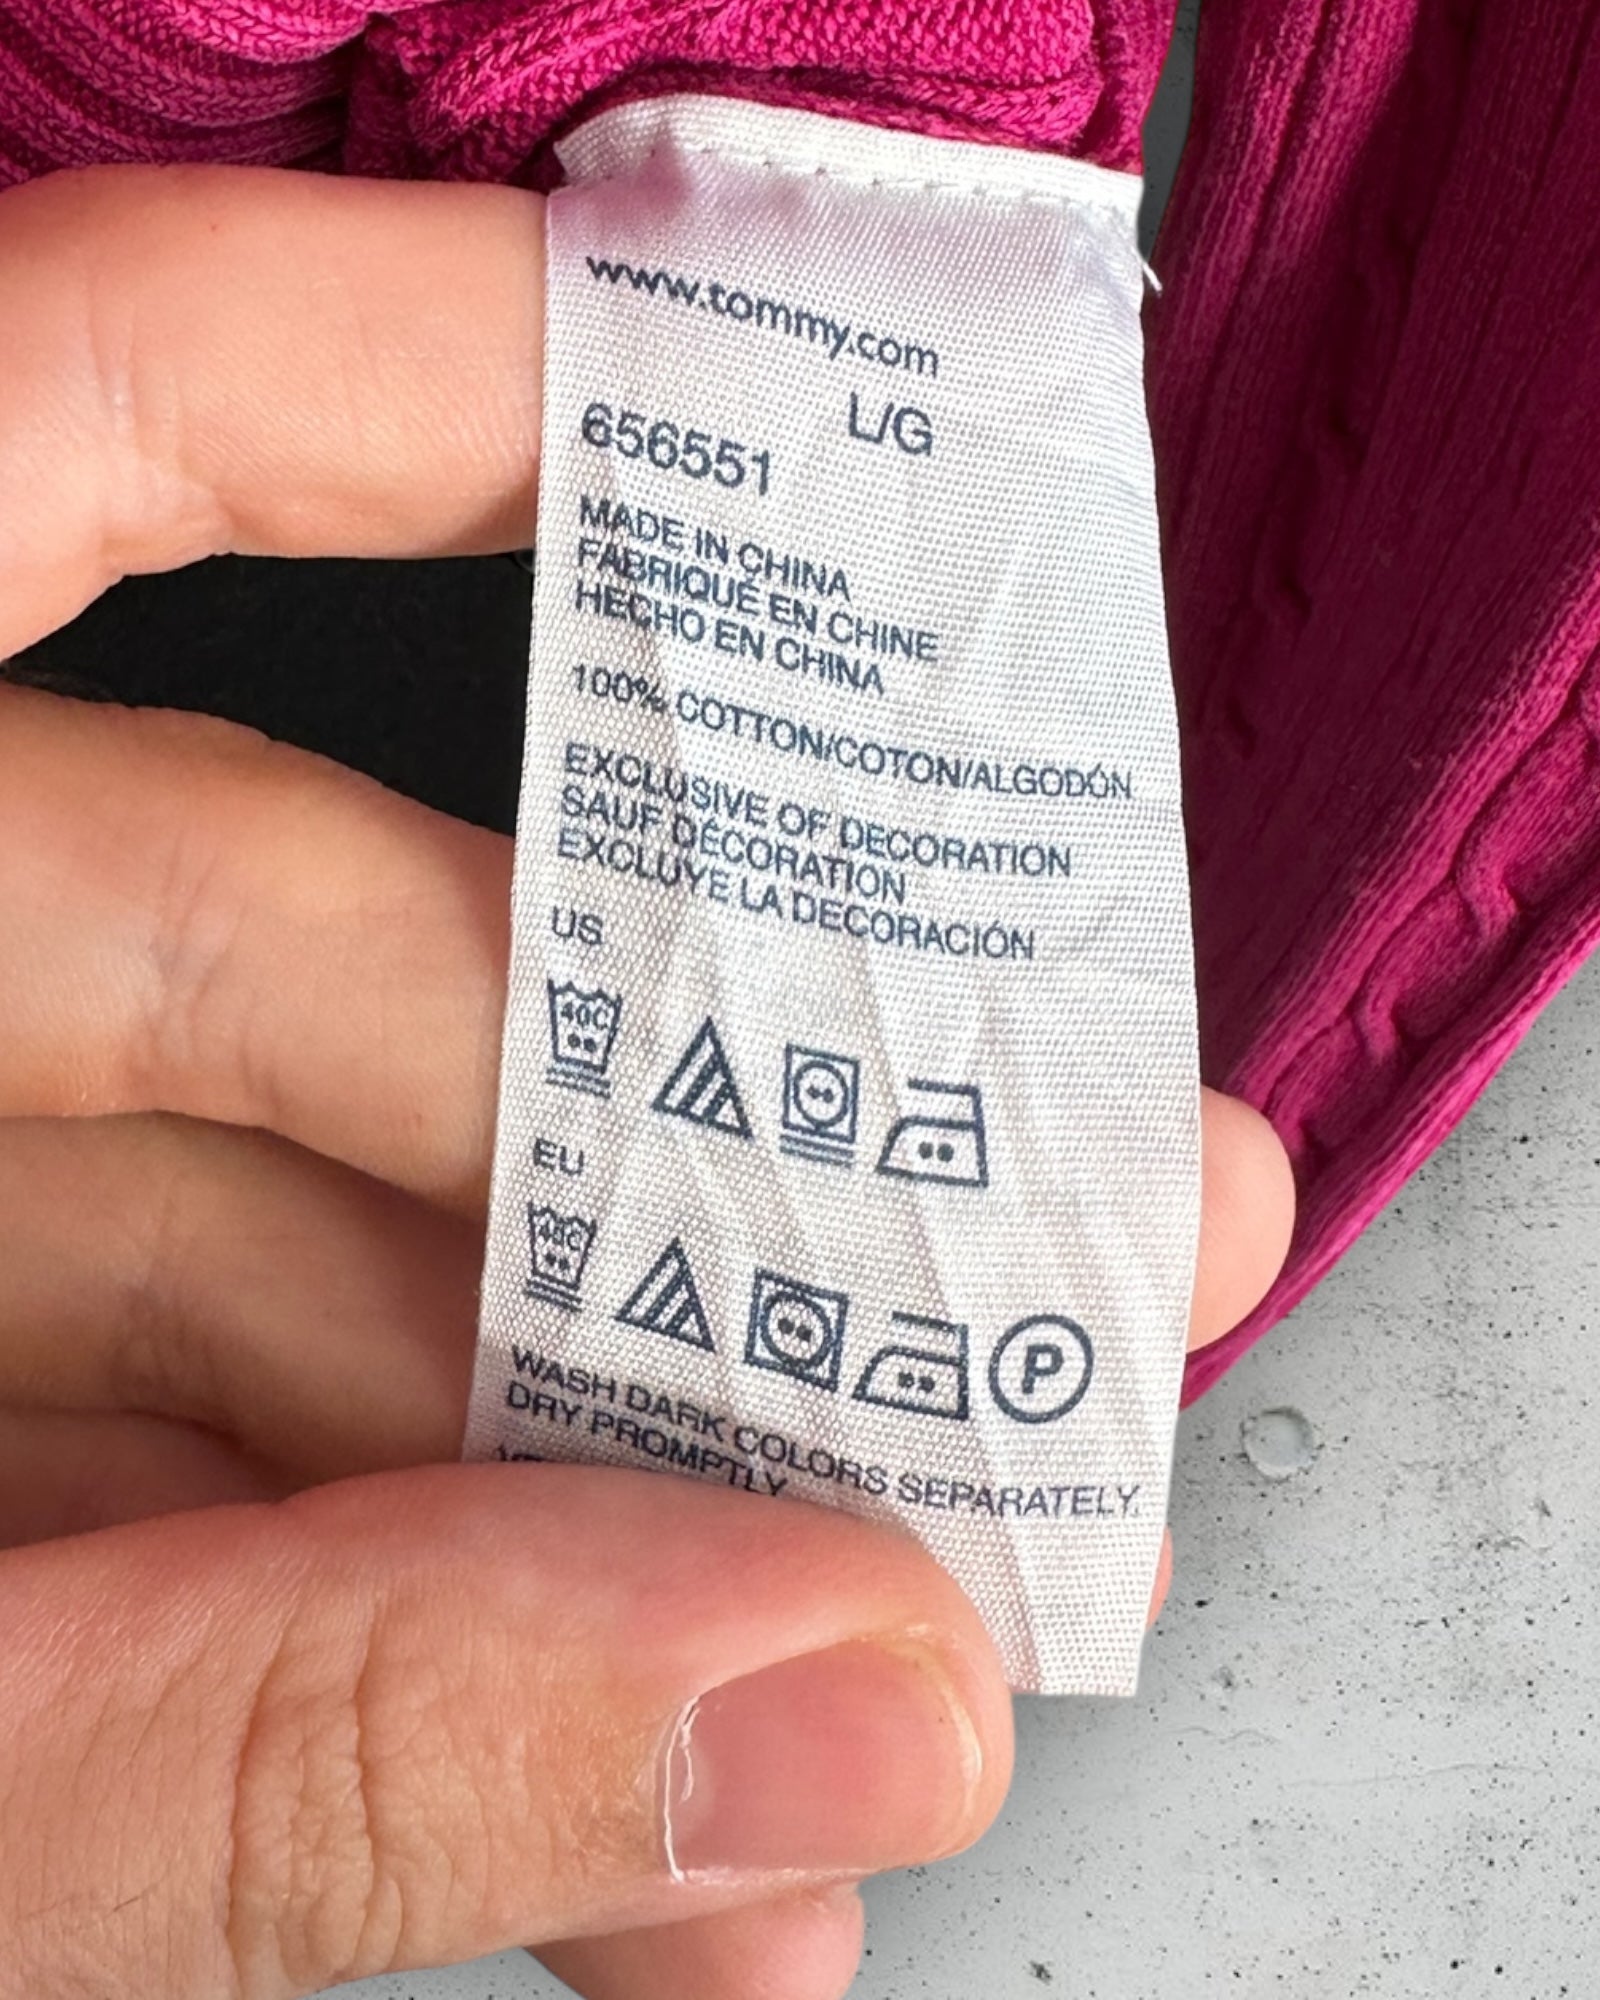 www.tommy.com
L/G
656551
MADE IN CHINA
FABRIQUÉ EN CHINE
HECHO EN CHINA
100% COTTON/COTON/ALGODÓN
EXCLUSIVE OF DECORATION
SAUF DÉCORATION
EXCLUYE LA DECORACIÓN
US
40C
EU
40C
P
WASH DARK COLORS SEPARATELY.
DRY PROMPTLY